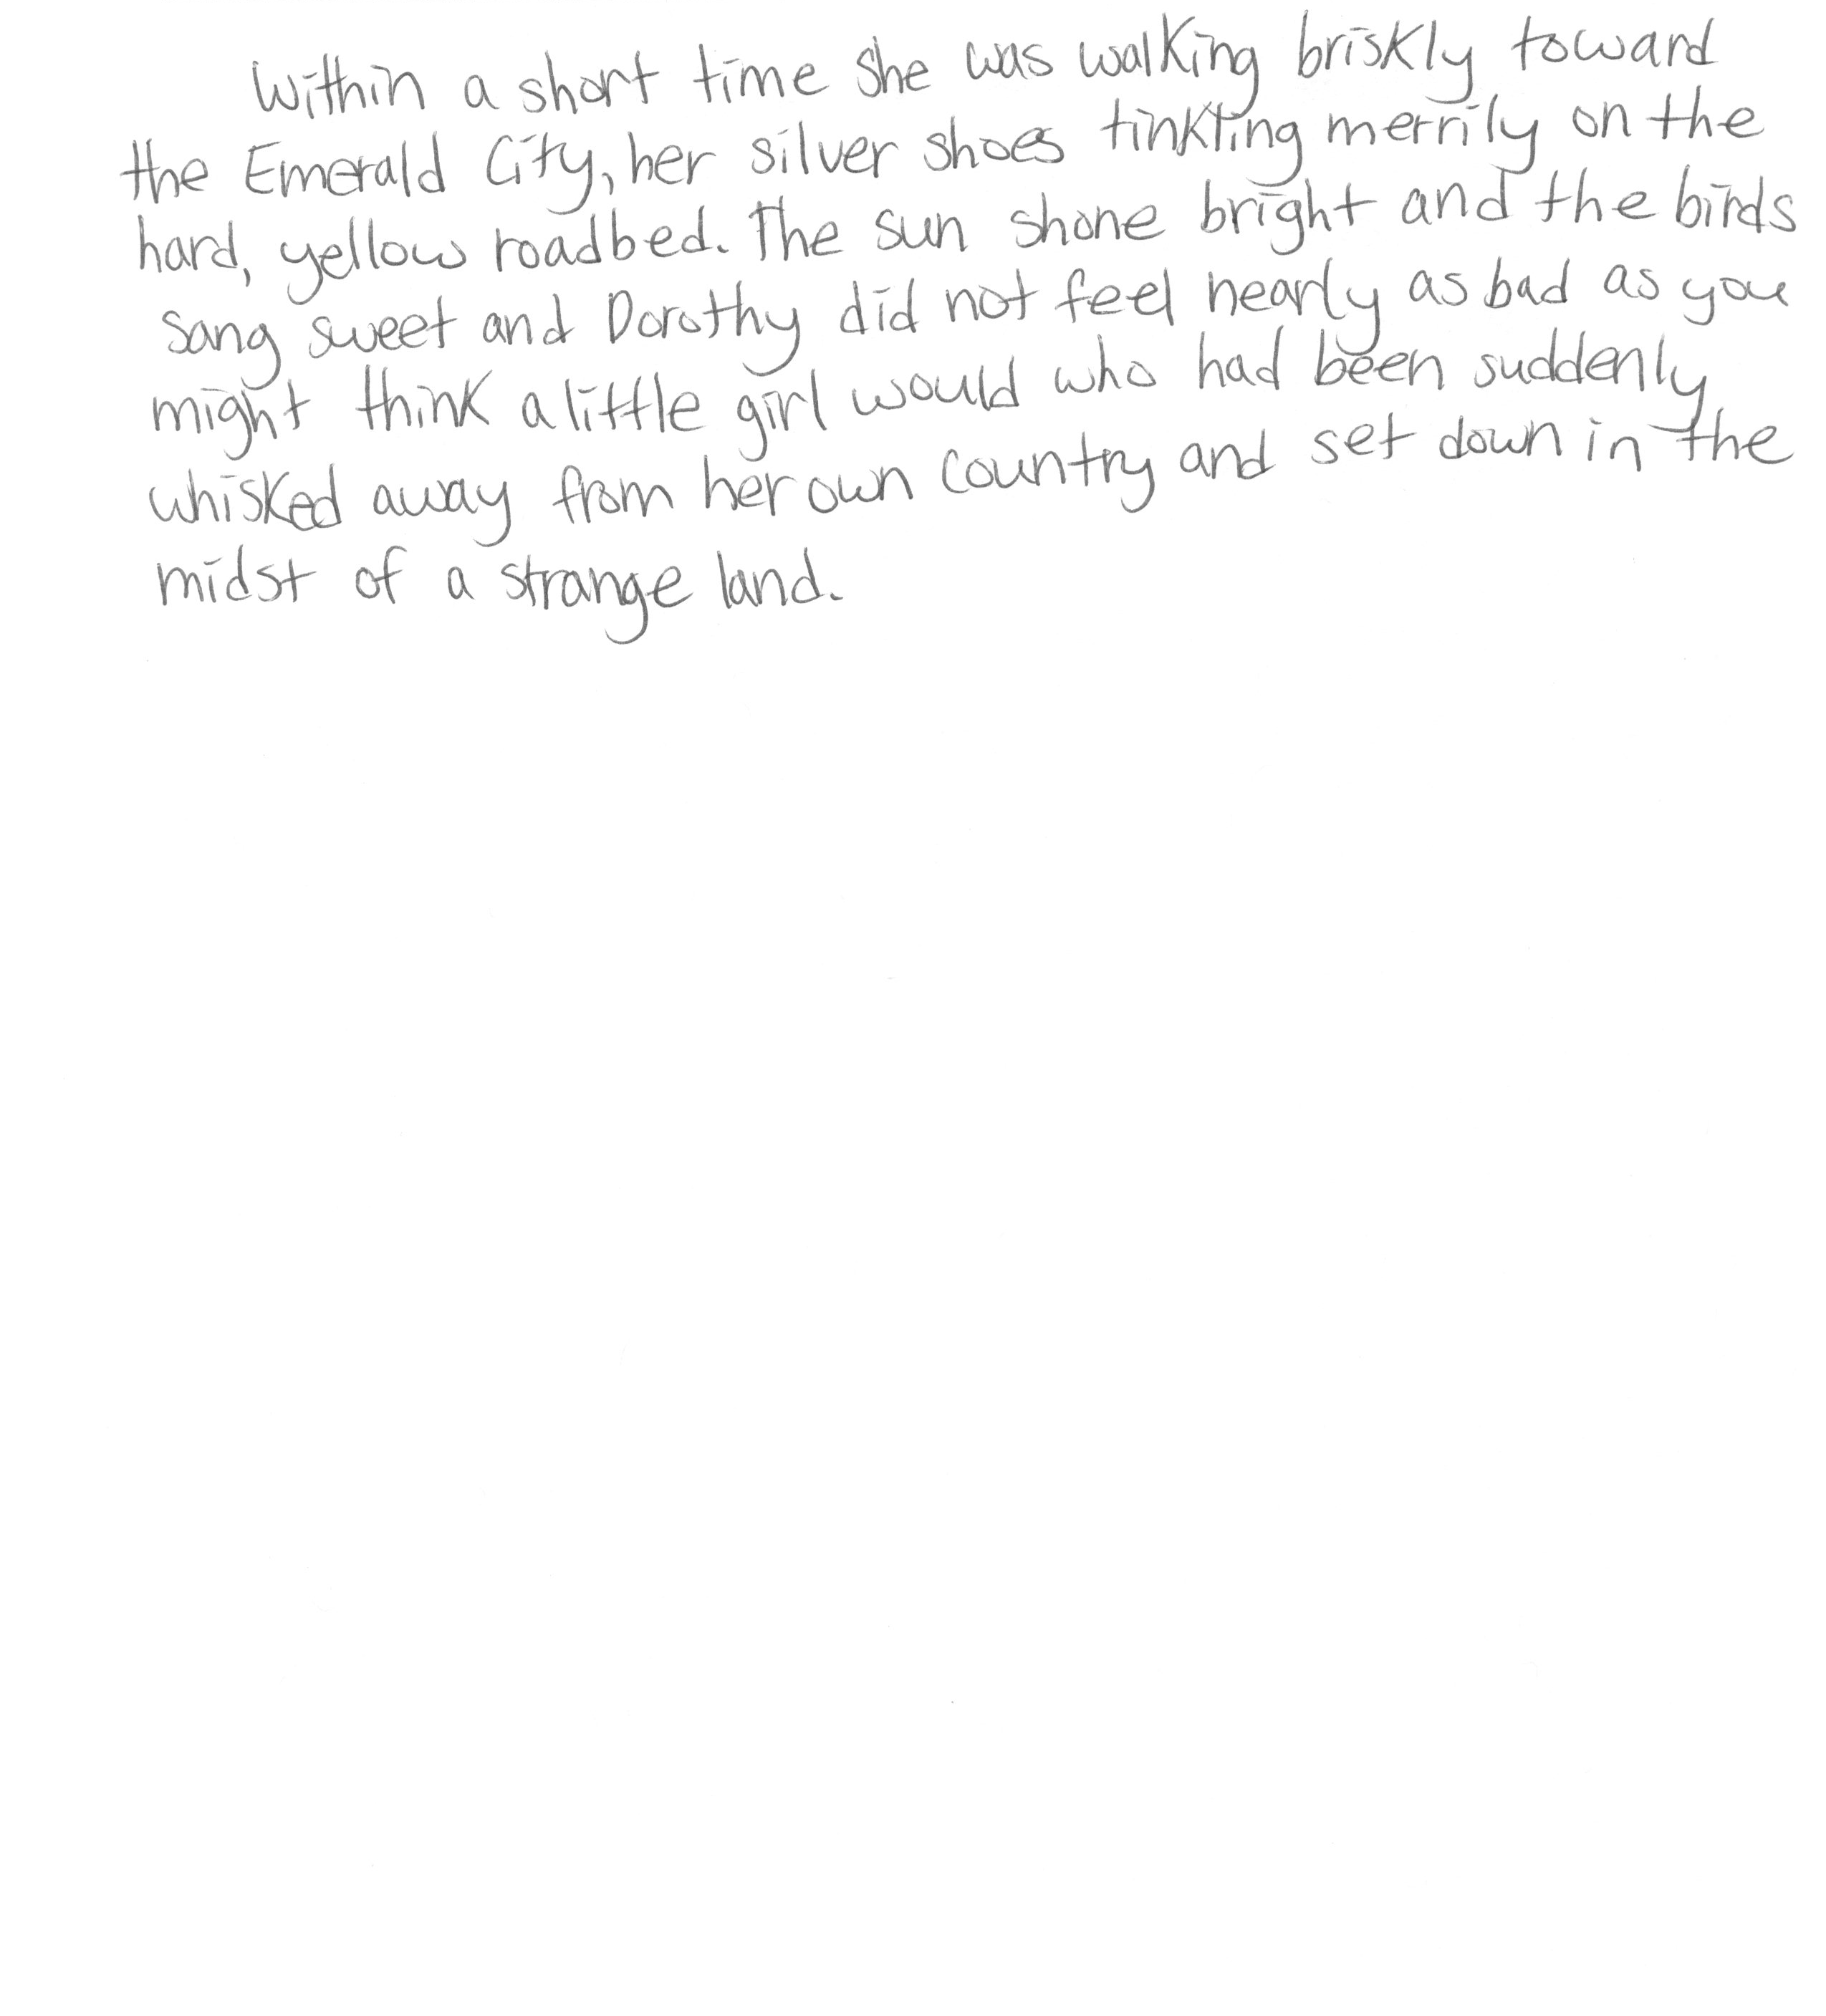 Within a short time she was walking briskly toward
the Emerald City, her silver shoes tinkling merrily on the
hard, yellow roadbed. The sun shone bright and the birds
sang sweet and Dorothy did not feel nearly as bad as you
might think a little girl would who had been suddenly
whisked away from her own country and set down in the
midst of a strange land.